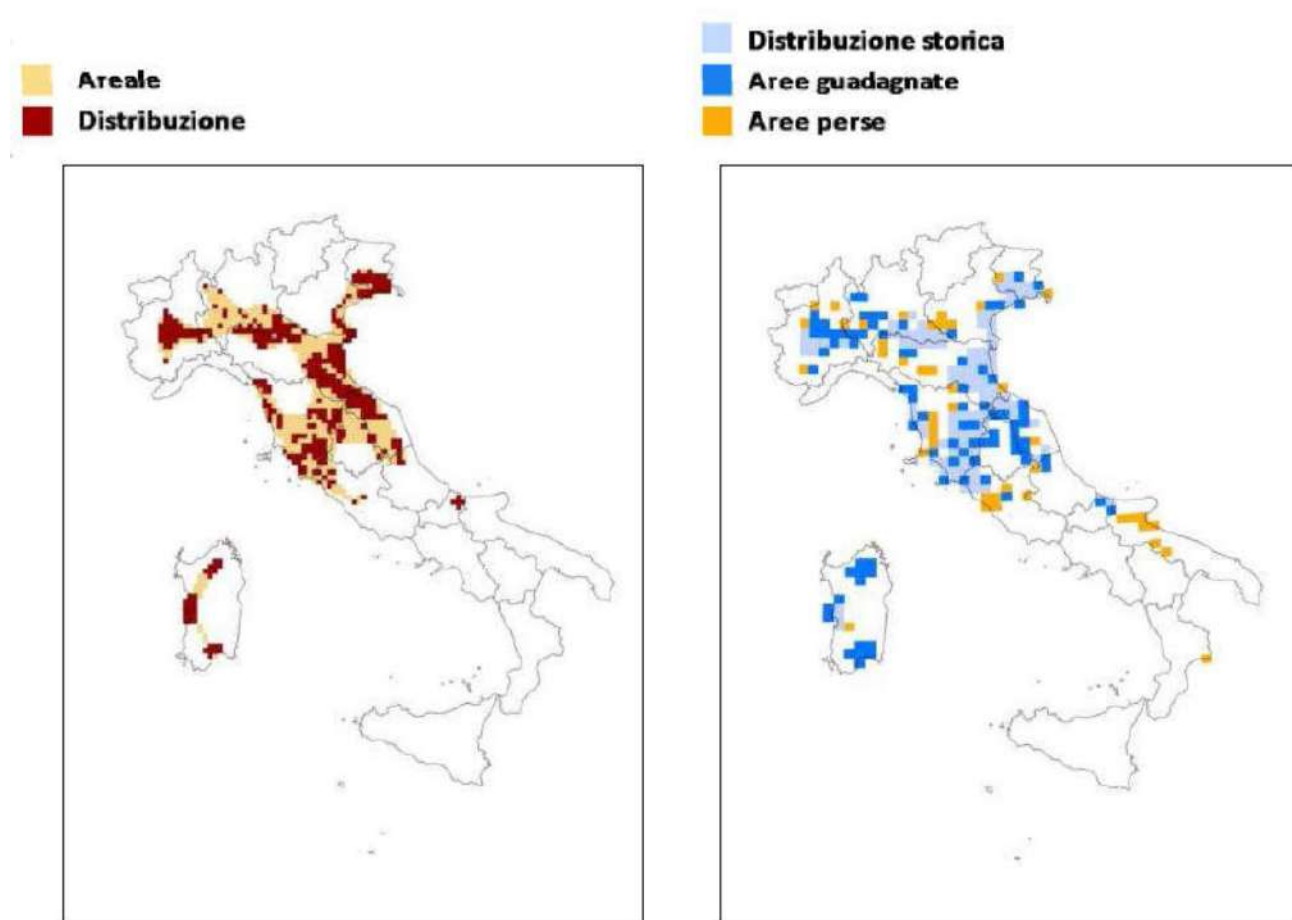 Areale
Distribuzione
Distribuzione storica
Aree guadagnate
Aree perse